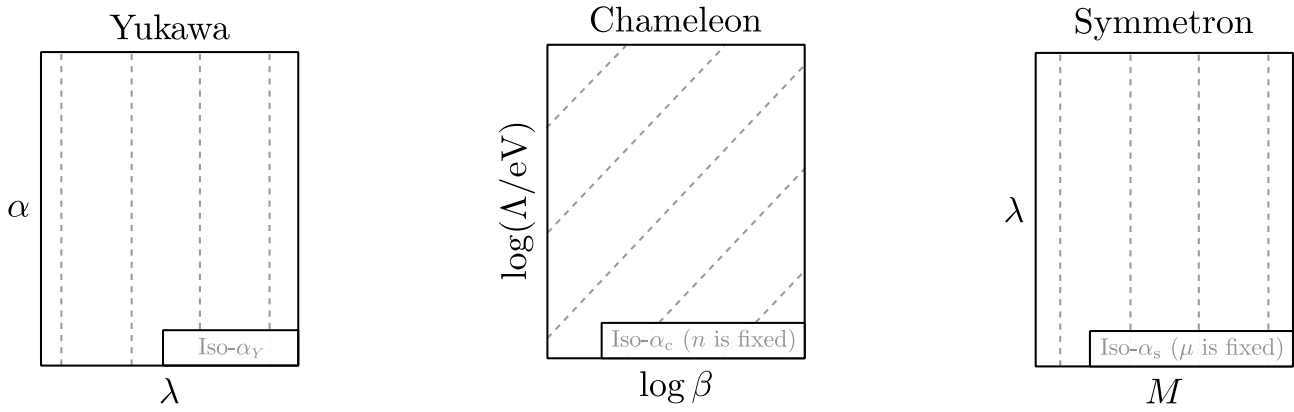 Yukawa
α
Iso-α_Y
λ
Chameleon
log(Λ/eV)
Iso-α_c (n is fixed)
log β
Symmetron
λ
Iso-α_s (μ is fixed)
M